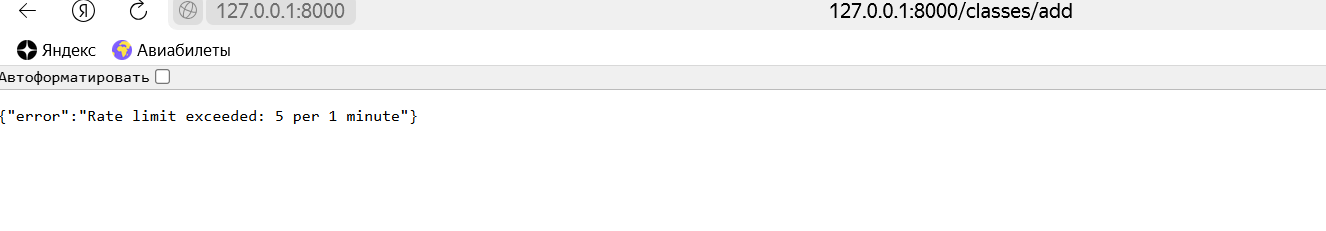 127.0.0.1:8000 127.0.0.1:8000/classes/add
Яндекс Авиабилеты
Автоформатировать
{"error":"Rate limit exceeded: 5 per 1 minute"}